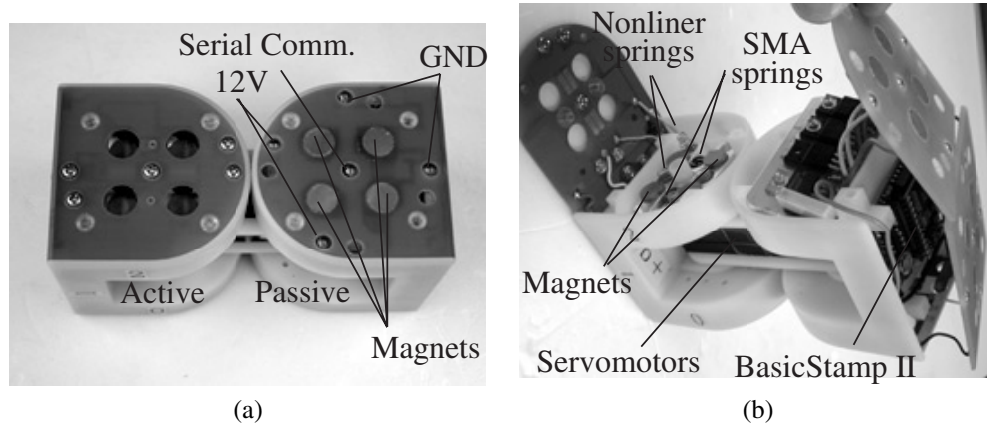 Serial Comm.
12V
GND
Active
Passive
Magnets
(a)
Nonliner
springs
SMA
springs
Magnets
Servomotors
BasicStamp II
(b)